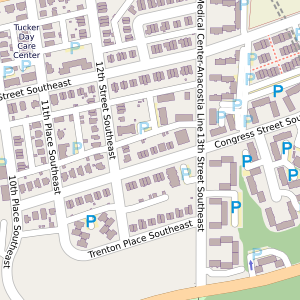 Tucker
Day
Care
Center
Street Southeast
12th Street Southeast
11th Place Southeast
10th Place Southeast
Medical Center-Anacostia Line
13th Street Southeast
Congress Street Sou
Trenton Place Southeast
P
P
P
P
P
P
P
P
P
P
P
P